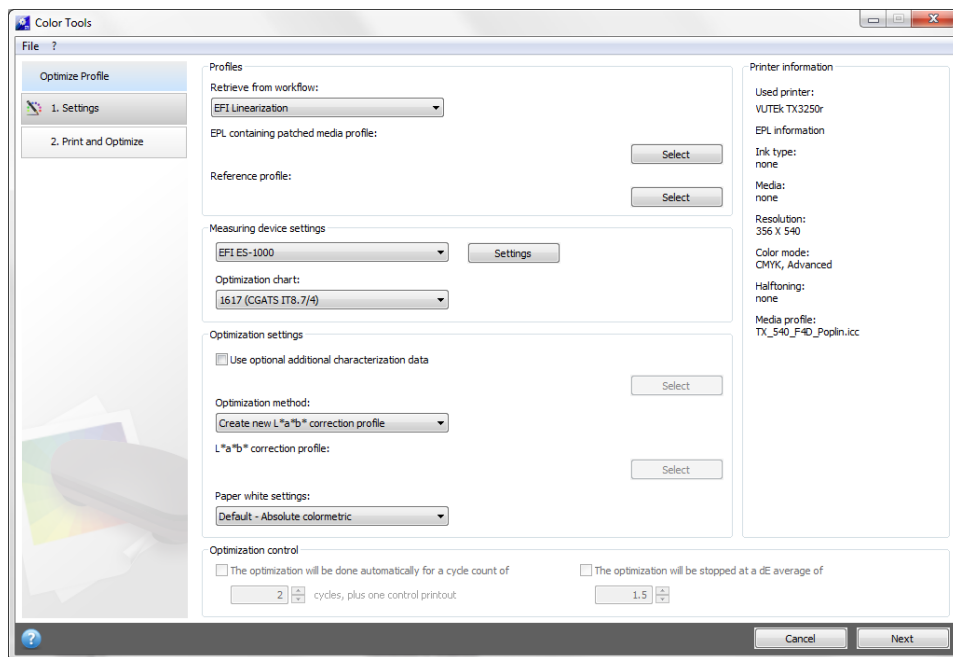 Color Tools
File ?
Optimize Profile
1. Settings
2. Print and Optimize
Profiles
Retrieve from workflow:
EFI Linearization
EPL containing patched media profile:
Select
Reference profile:
Select
Measuring device settings
EFI ES-1000
Settings
Optimization chart:
1617 (CGATS IT8.7/4)
Optimization settings
Use optional additional characterization data
Select
Optimization method:
Create new L*a*b* correction profile
L*a*b* correction profile:
Select
Paper white settings:
Default - Absolute colormetric
Optimization control
The optimization will be done automatically for a cycle count of
2 cycles, plus one control printout
The optimization will be stopped at a dE average of
1.5
Printer information
Used printer:
VUTEk TX3250r
EPL information
Ink type:
none
Media:
none
Resolution:
356 X 540
Color mode:
CMYK, Advanced
Halftoning:
none
Media profile:
TX_540_F4D_Poplin.icc
?
Cancel
Next